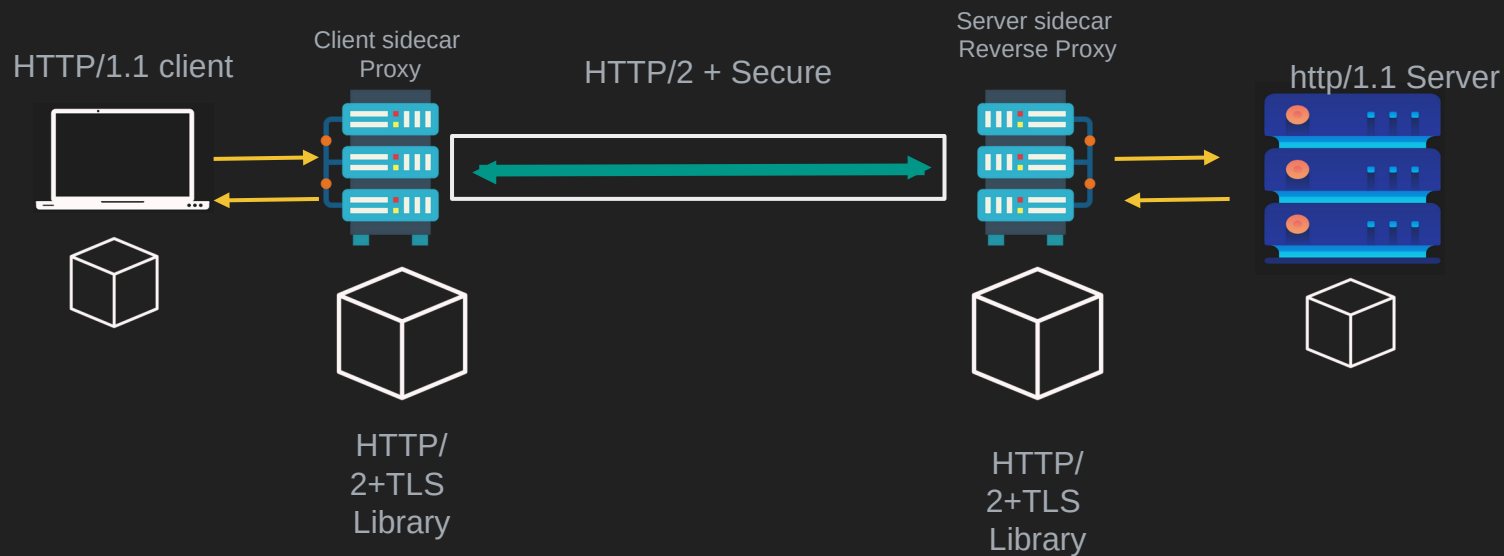 HTTP/1.1 client
Client sidecar
Proxy
HTTP/2 + Secure
Server sidecar
Reverse Proxy
http/1.1 Server
HTTP/
2+TLS
Library
HTTP/
2+TLS
Library